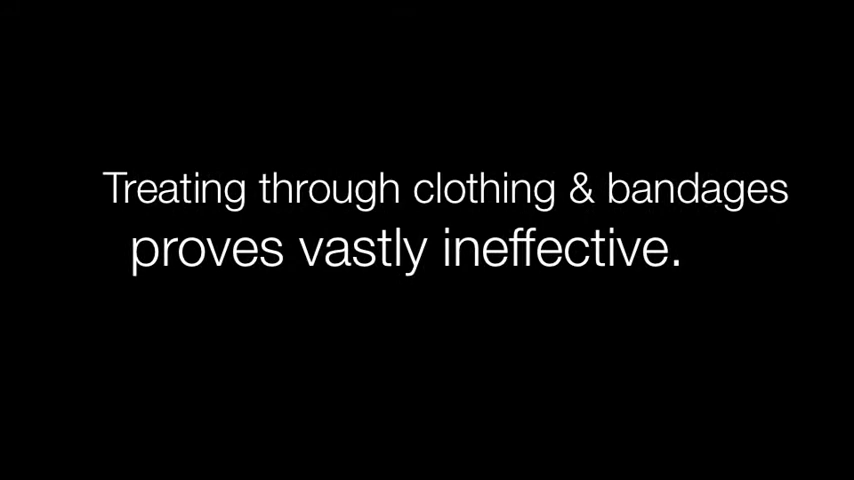 Treating through clothing & bandages
proves vastly ineffective.